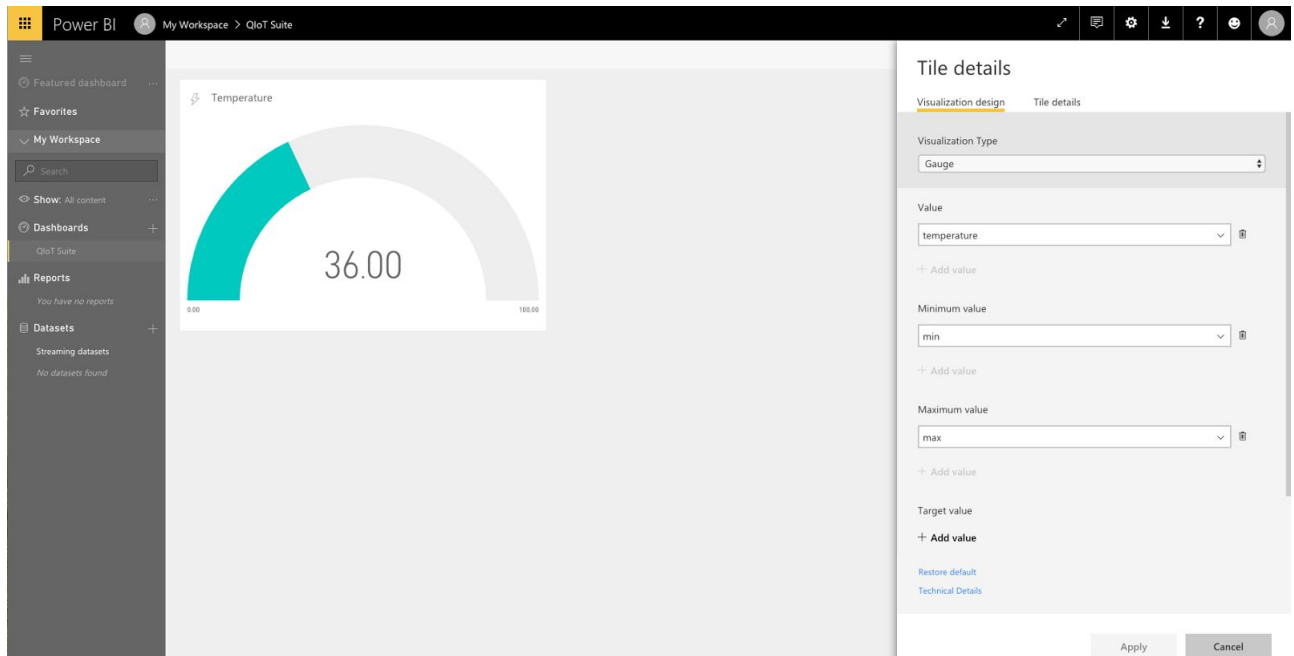 Power BI My Workspace > QIoT Suite
Featured dashboard ...
Favorites
My Workspace
Search
Show: All content ...
Dashboards +
QIoT Suite
Reports
You have no reports
Datasets +
Streaming datasets
No datasets found
Temperature
36.00
0.00 100.00
Tile details
Visualization design Tile details
Visualization Type
Gauge
Value
temperature
+ Add value
Minimum value
min
+ Add value
Maximum value
max
+ Add value
Target value
+ Add value
Restore default
Technical Details
Apply Cancel